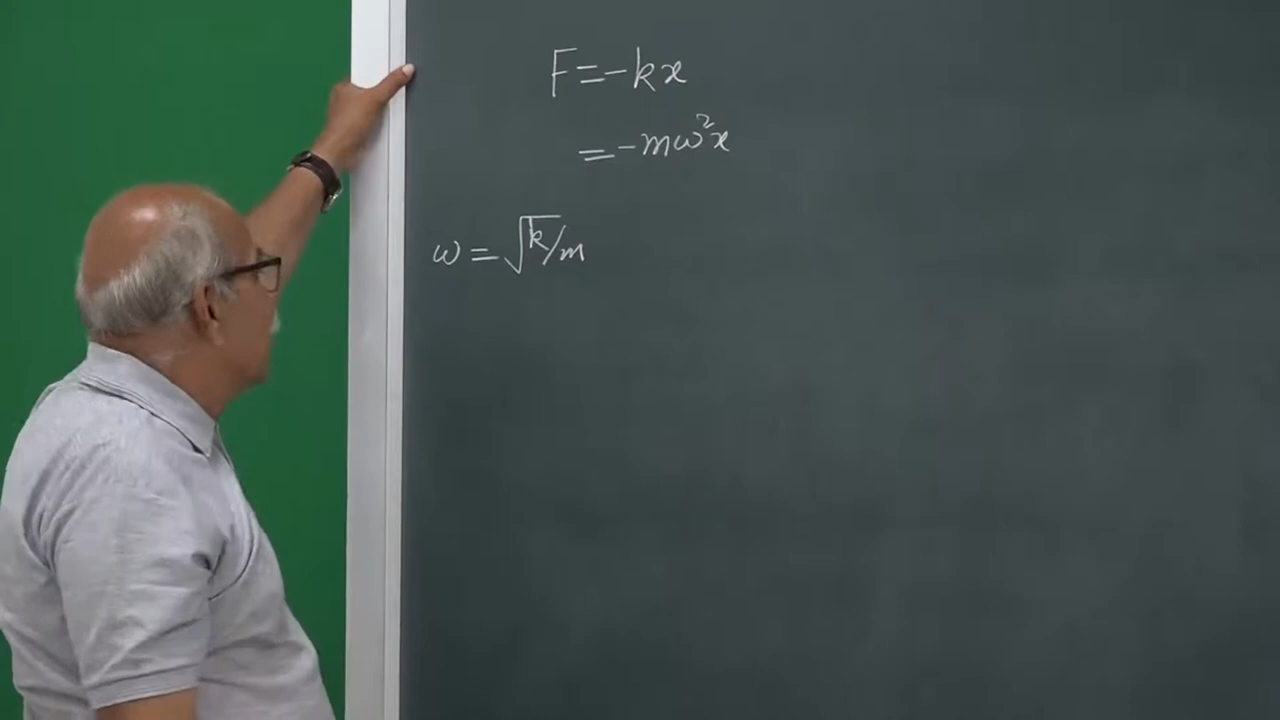 F = -kx
= -mω²x
ω = √k/m